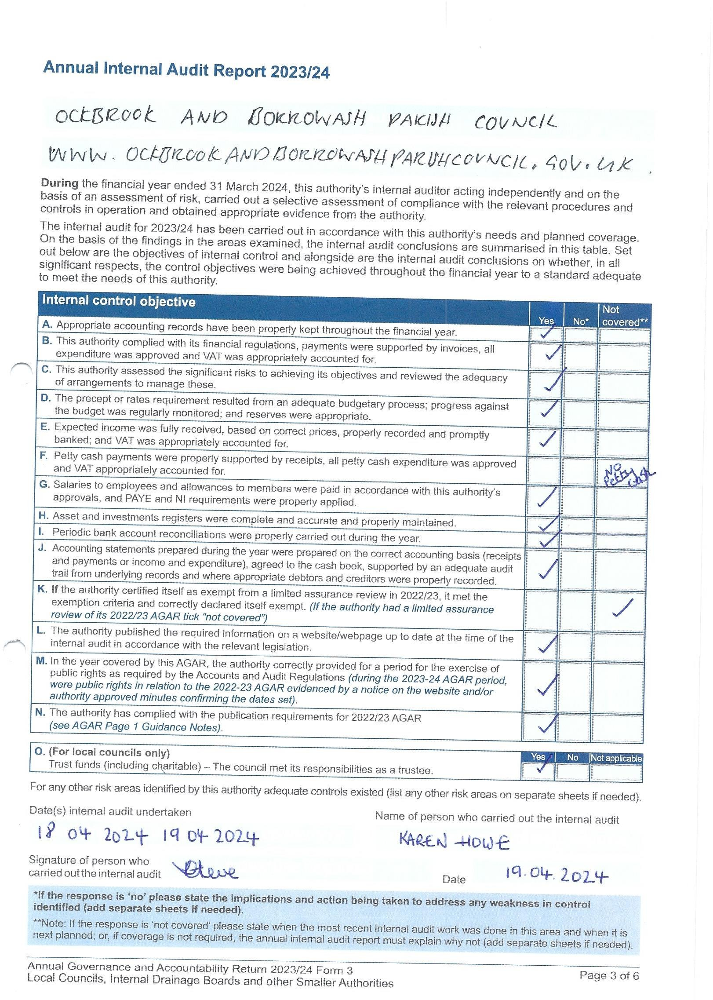 Annual Internal Audit Report 2023/24
OCKBROOK AND BORROWASH PARISH COUNCIL
WWW. OCKBROOKANDBORROWASHPARISHCOUNCIL. GOV. UK .
During the financial year ended 31 March 2024, this authority's internal auditor acting independently and on the
basis of an assessment of risk, carried out a selective assessment of compliance with the relevant procedures and
controls in operation and obtained appropriate evidence from the authority.
The internal audit for 2023/24 has been carried out in accordance with this authority's needs and planned coverage.
On the basis of the findings in the areas examined, the internal audit conclusions are summarised in this table. Set
out below are the objectives of internal control and alongside are the internal audit conclusions on whether, in all
significant respects, the control objectives were being achieved throughout the financial year to a standard adequate
to meet the needs of this authority.
Internal control objective Yes No* Not covered**
A. Appropriate accounting records have been properly kept throughout the financial year. ✓
B. This authority complied with its financial regulations, payments were supported by invoices, all
expenditure was approved and VAT was appropriately accounted for. ✓
C. This authority assessed the significant risks to achieving its objectives and reviewed the adequacy
of arrangements to manage these. ✓
D. The precept or rates requirement resulted from an adequate budgetary process; progress against
the budget was regularly monitored; and reserves were appropriate. ✓
E. Expected income was fully received, based on correct prices, properly recorded and promptly
banked; and VAT was appropriately accounted for. ✓
F. Petty cash payments were properly supported by receipts, all petty cash expenditure was approved
and VAT appropriately accounted for.
NO
Petty
Cash
G. Salaries to employees and allowances to members were paid in accordance with this authority's
approvals, and PAYE and NI requirements were properly applied. ✓
H. Asset and investments registers were complete and accurate and properly maintained. ✓
I. Periodic bank account reconciliations were properly carried out during the year. ✓
J. Accounting statements prepared during the year were prepared on the correct accounting basis (receipts
and payments or income and expenditure), agreed to the cash book, supported by an adequate audit
trail from underlying records and where appropriate debtors and creditors were properly recorded. ✓
K. If the authority certified itself as exempt from a limited assurance review in 2022/23, it met the
exemption criteria and correctly declared itself exempt. (If the authority had a limited assurance
review of its 2022/23 AGAR tick "not covered") ✓
L. The authority published the required information on a website/webpage up to date at the time of the
internal audit in accordance with the relevant legislation. ✓
M. In the year covered by this AGAR, the authority correctly provided for a period for the exercise of
public rights as required by the Accounts and Audit Regulations (during the 2023-24 AGAR period,
were public rights in relation to the 2022-23 AGAR evidenced by a notice on the website and/or
authority approved minutes confirming the dates set). ✓
N. The authority has complied with the publication requirements for 2022/23 AGAR
(see AGAR Page 1 Guidance Notes). ✓
O. (For local councils only) Yes No Not applicable
Trust funds (including charitable) – The council met its responsibilities as a trustee. ✓
For any other risk areas identified by this authority adequate controls existed (list any other risk areas on separate sheets if needed).
Date(s) internal audit undertaken Name of person who carried out the internal audit
18 04 2024 19 04 2024 KAREN HOWE
Signature of person who
carried out the internal audit
Date 19.04.2024
*If the response is 'no' please state the implications and action being taken to address any weakness in control
identified (add separate sheets if needed).
**Note: If the response is 'not covered' please state when the most recent internal audit work was done in this area and when it is
next planned; or, if coverage is not required, the annual internal audit report must explain why not (add separate sheets if needed).
Annual Governance and Accountability Return 2023/24 Form 3
Local Councils, Internal Drainage Boards and other Smaller Authorities
Page 3 of 6